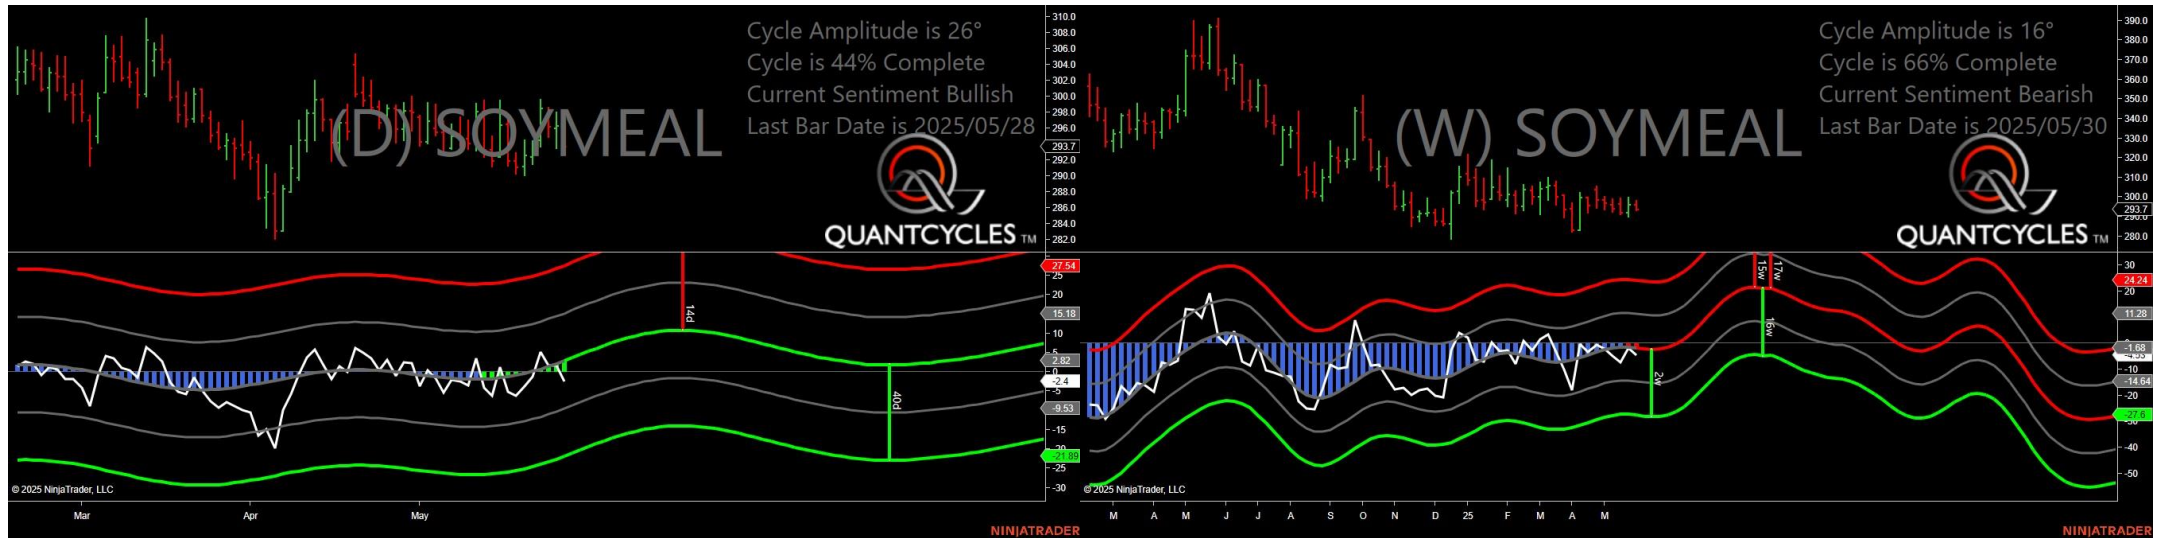 Cycle Amplitude is 26°
Cycle is 44% Complete
Current Sentiment Bullish
Last Bar Date is 2025/05/28
(D) SOYMEAL
QUANTCYCLES TM
310.0
308.0
306.0
304.0
302.0
300.0
298.0
296.0
293.7
292.0
290.0
288.0
286.0
284.0
282.0
27.54
25
20
15.18
10
2.82
0
-2.4
-5
-9.53
-15
-21.89
-25
-30
14d
40d
© 2025 NinjaTrader, LLC
Mar Apr May
NINJATRADER
Cycle Amplitude is 16°
Cycle is 66% Complete
Current Sentiment Bearish
Last Bar Date is 2025/05/30
(W) SOYMEAL
QUANTCYCLES TM
390.0
380.0
370.0
360.0
350.0
340.0
330.0
320.0
310.0
300.0
293.7
280.0
30
24.24
20
11.28
-1.68
-10
-14.64
-20
-27.6
-40
-50
15w
17w
16w
2w
© 2025 NinjaTrader, LLC
M A M J J A S O N D 25 F M A M
NINJATRADER